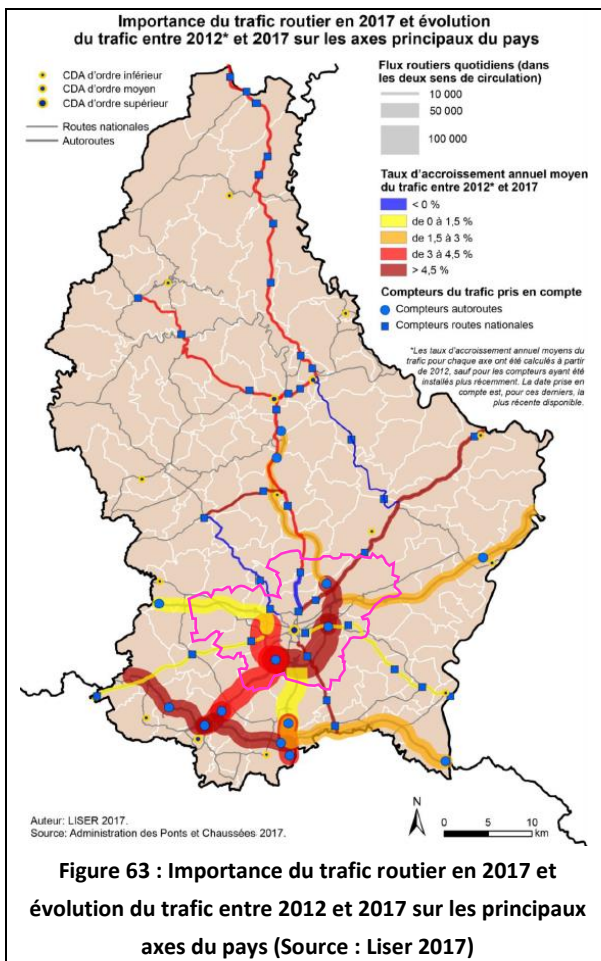 Importance du trafic routier en 2017 et évolution
du trafic entre 2012* et 2017 sur les axes principaux du pays
CDA d'ordre inférieur
CDA d'ordre moyen
CDA d'ordre supérieur
Routes nationales
Autoroutes
Flux routiers quotidiens (dans
les deux sens de circulation)
10 000
50 000
100 000
Taux d'accroissement annuel moyen
du trafic entre 2012* et 2017
< 0 %
de 0 à 1,5 %
de 1,5 à 3 %
de 3 à 4,5 %
> 4,5 %
Compteurs du trafic pris en compte
Compteurs autoroutes
Compteurs routes nationales
*Les taux d'accroissement annuel moyens du
trafic pour chaque axe ont été calculés à partir
de 2012, sauf pour les compteurs ayant été
installés plus récemment. La date prise en
compte est, pour ces derniers, la
plus récente disponible.
Auteur: LISER 2017.
Source: Administration des Ponts et Chaussées 2017.
N
0 5 10
km
Figure 63 : Importance du trafic routier en 2017 et
évolution du trafic entre 2012 et 2017 sur les principaux
axes du pays (Source : Liser 2017)